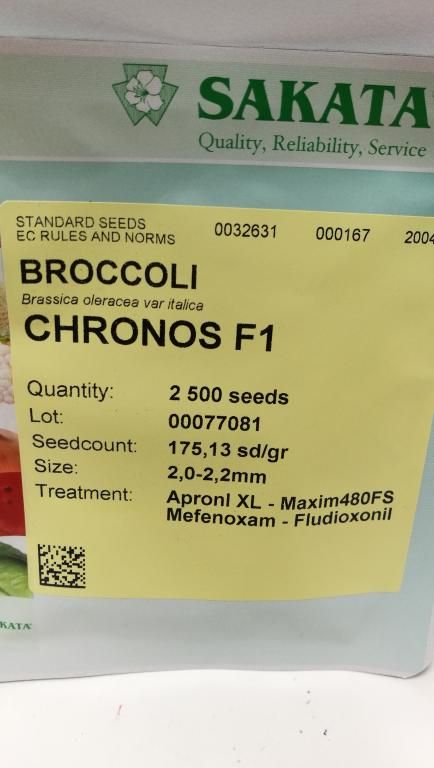 SAKATA®
Quality, Reliability, Service
STANDARD SEEDS
EC RULES AND NORMS
0032631 000167 2004
BROCCOLI
Brassica oleracea var italica
CHRONOS F1
Quantity: 2 500 seeds
Lot: 00077081
Seedcount: 175,13 sd/gr
Size: 2,0-2,2mm
Treatment: Apronl XL - Maxim480FS
Mefenoxam - Fludioxonil
KATA®